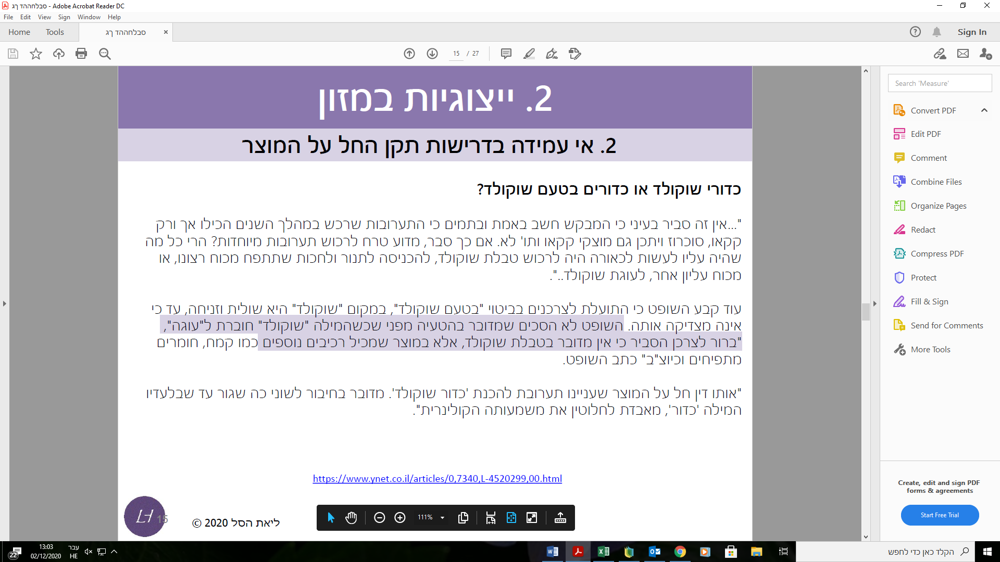 סבלחההד ךג - Adobe Acrobat Reader DC
File Edit View Sign Window Help
Home Tools סבלחההד ךג Sign In
15 / 27
2. ייצוגיות במזון
2. אי עמידה בדרישות תקן החל על המוצר
כדורי שוקולד או כדורים בטעם שוקולד?
"...אין זה סביר בעיני כי המבקש חשב באמת ובתמים כי התערובות שרכש במהלך השנים הכילו אך ורק
קקאו, סוכרוז ויתכן גם מוצקי קקאו ותו' לא. אם כך סבר, מדוע טרח לרכוש תערובות מיוחדות? הרי כל מה
שהיה עליו לעשות לכאורה היה לרכוש טבלת שוקולד, להכניסה לתנור ולחכות שתתפח מכוח רצונו, או
מכוח עליון אחר, לעוגת שוקולד..".
עוד קבע השופט כי התועלת לצרכנים בביטוי "בטעם שוקולד", במקום "שוקולד" היא שולית וזניחה, עד כי
אינה מצדיקה אותה. השופט לא הסכים שמדובר בהטעיה מפני שכשהמילה "שוקולד" חוברת ל"עוגה",
"ברור לצרכן הסביר כי אין מדובר בטבלת שוקולד, אלא במוצר שמכיל רכיבים נוספים כמו קמח, חומרים
מתפיחים וכיוצ"ב" כתב השופט.
"אותו דין חל על המוצר שעניינו תערובת להכנת 'כדור שוקולד'. מדובר בחיבור לשוני כה שגור עד שבלעדיו
המילה 'כדור', מאבדת לחלוטין את משמעותה הקולינרית".
https://www.ynet.co.il/articles/0,7340,L-4520299,00.html
LH
15
ליאת הסל 2020 ©
111%
Search 'Measure'
Convert PDF
Edit PDF
Comment
Combine Files
Organize Pages
Redact
Compress PDF
Protect
Fill & Sign
Send for Comments
More Tools
Create, edit and sign PDF
forms & agreements
Start Free Trial
22
13:03
02/12/2020
עבר
HE
הקלד כאן כדי לחפש